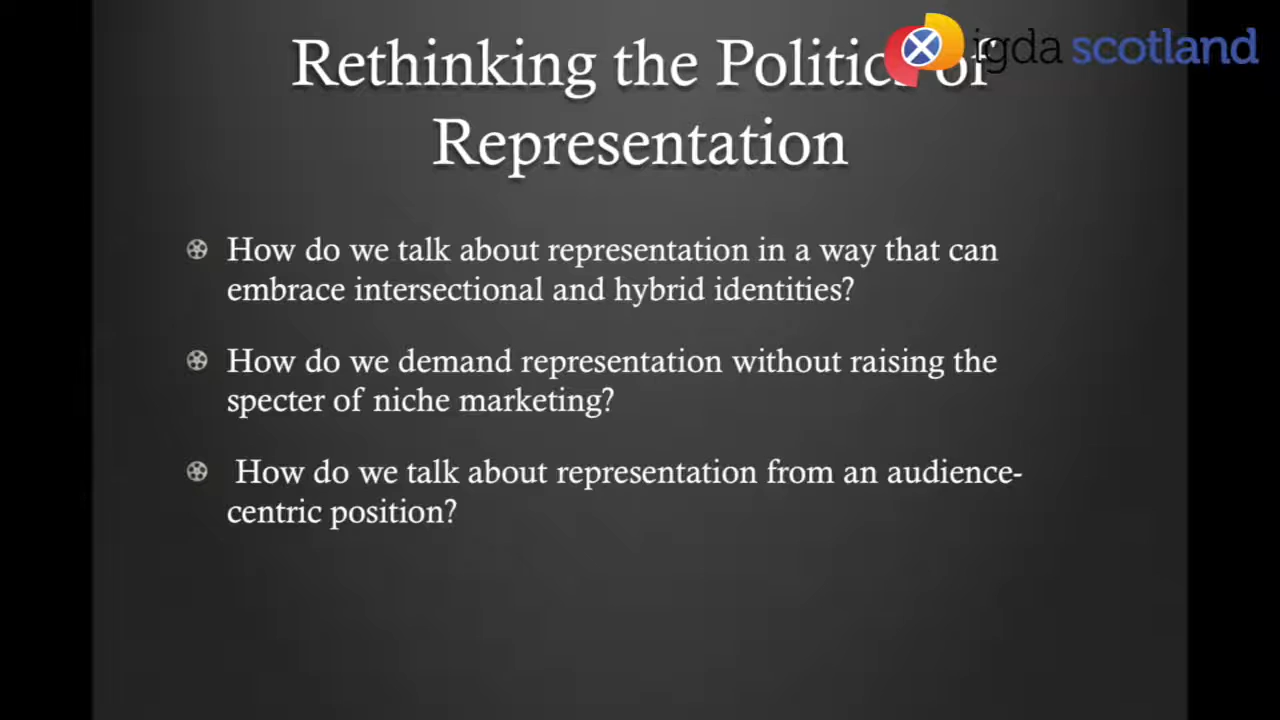 Rethinking the Politics of
igda scotland
Representation
How do we talk about representation in a way that can
embrace intersectional and hybrid identities?
How do we demand representation without raising the
specter of niche marketing?
How do we talk about representation from an audience-
centric position?